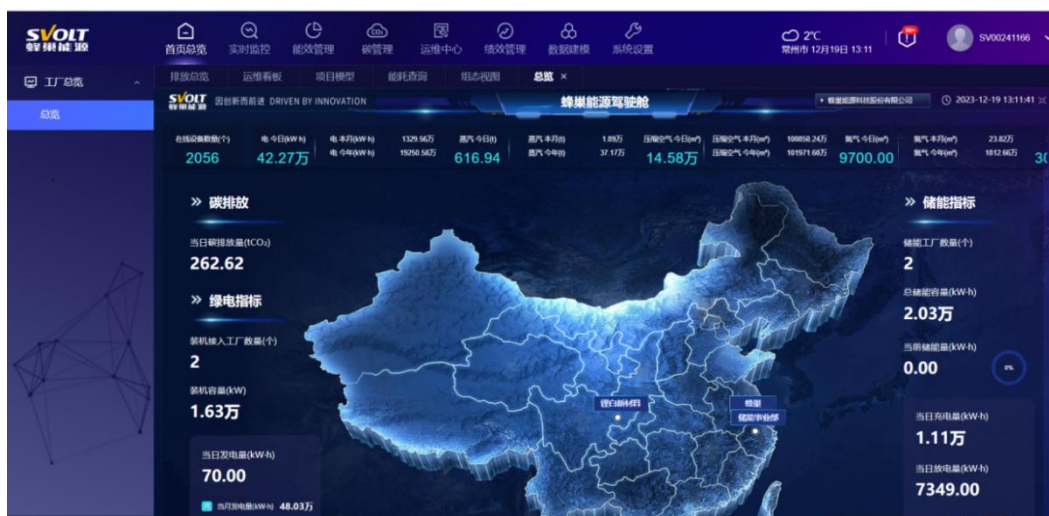 SVOLT
蜂巢能源
首页总览 实时监控 能效管理 碳管理 运维中心 绩效管理 数据建模 系统设置
2℃
常州市 12月19日 13:11
SV00241166
工厂总览
总览
排放总览 运维看板 项目模型 能耗查询 组态视图 总览 ×
SVOLT
蜂巢能源
因创新而前进 DRIVEN BY INNOVATION
蜂巢能源驾驶舱
蜂巢能源科技股份有限公司
2023-12-19 13:11:41
在线设备数量(个)
2056
电 今日(kW·h)
42.27万
电 本月(kW·h) 1329.56万
电 今年(kW·h) 19250.58万
蒸汽 今日(t)
616.94
蒸汽 本月(t) 1.89万
蒸汽 今年(t) 37.17万
压缩空气 今日(m³)
14.58万
压缩空气 本月(m³) 100858.24万
压缩空气 今年(m³) 101971.60万
氮气 今日(m³)
9700.00
氮气 本月(m³) 23.82万
氮气 今年(m³) 1812.66万
碳排放
当日碳排放量(tCO₂)
262.62
绿电指标
装机接入工厂数量(个)
2
装机容量(kW)
1.63万
当日发电量(kW·h)
70.00
当月发电量(kW·h) 48.03万
锂白新材料
蜂巢
储能事业部
储能指标
储能工厂数量(个)
2
总储能容量(kW·h)
2.03万
当前储能量(kW·h)
0.00
0%
当日充电量(kW·h)
1.11万
当日放电量(kW·h)
7349.00